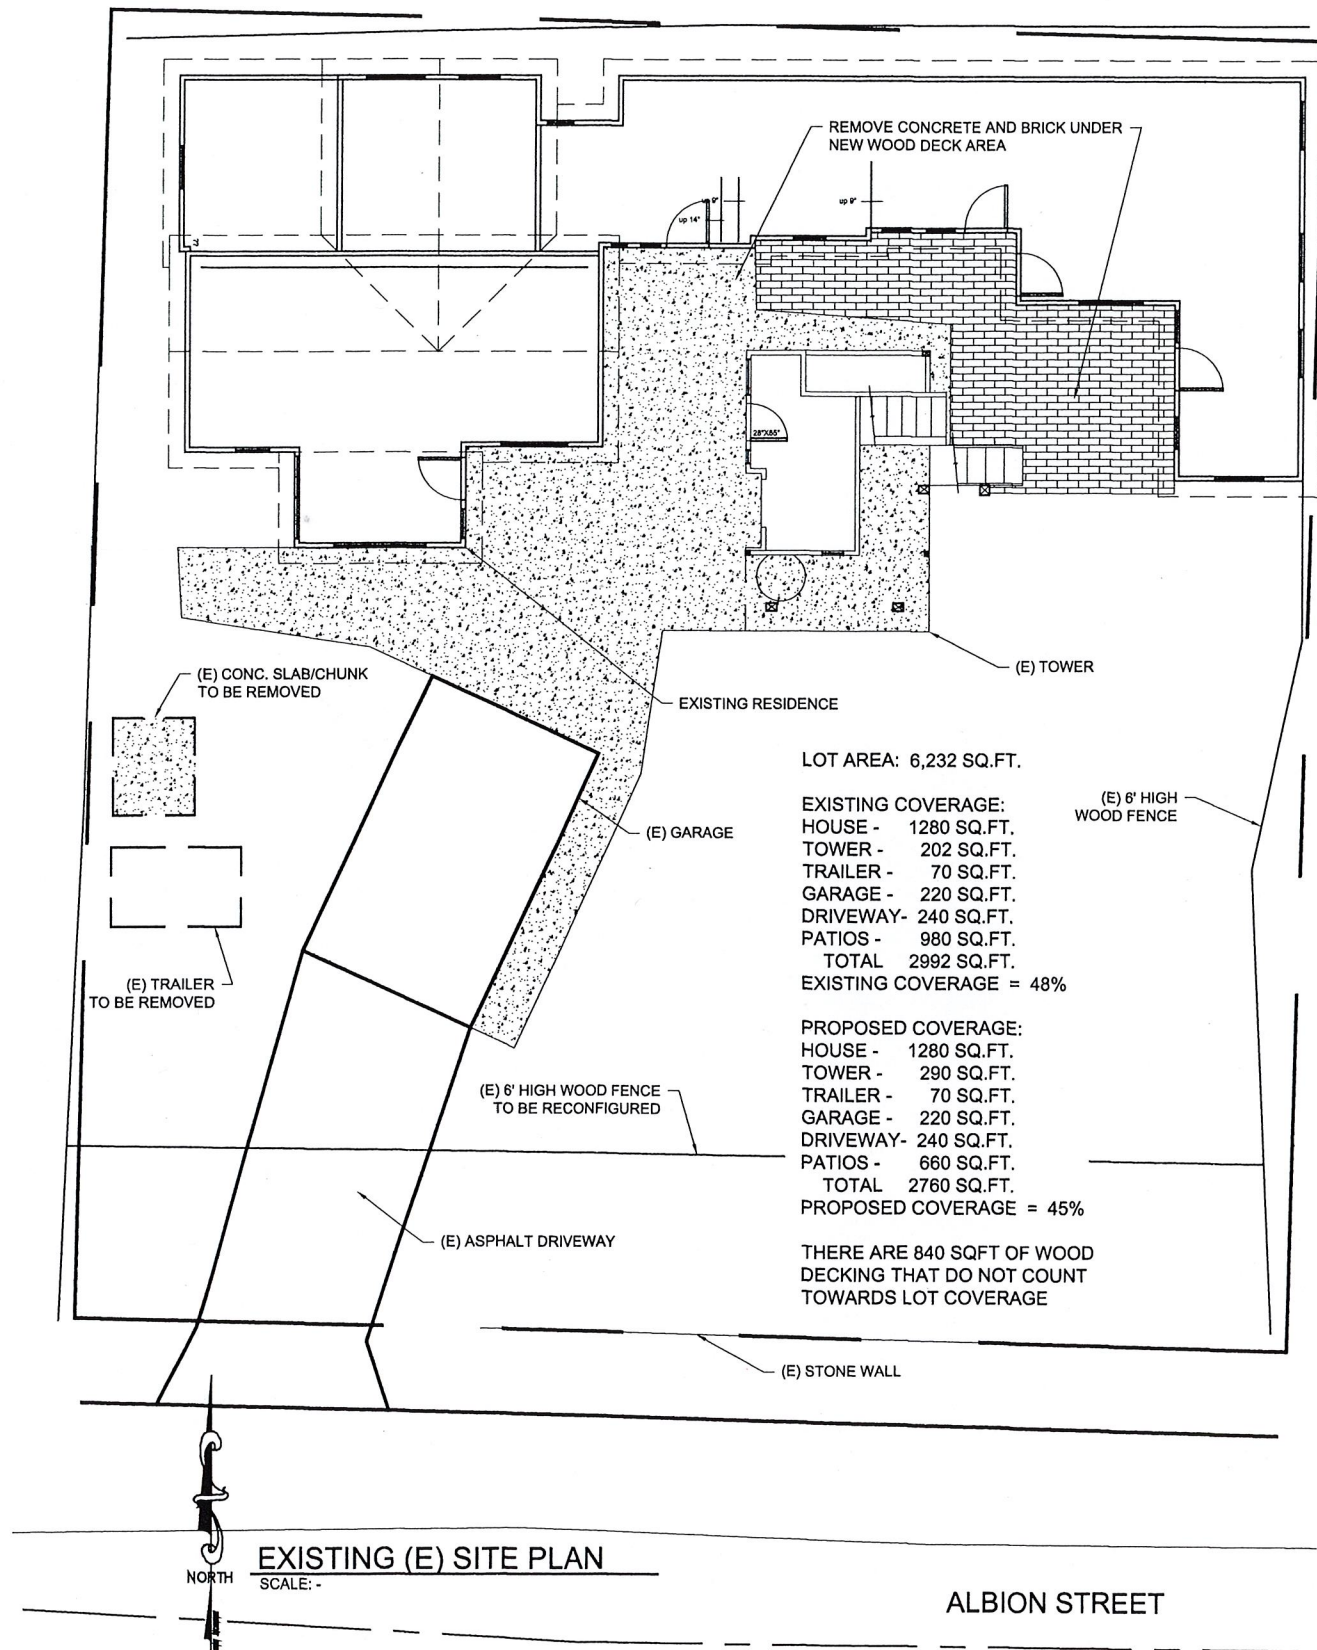 REMOVE CONCRETE AND BRICK UNDER
NEW WOOD DECK AREA
up 9"
up 14"
up 9"
28"X85"
(E) TOWER
(E) CONC. SLAB/CHUNK
TO BE REMOVED
EXISTING RESIDENCE
(E) GARAGE
(E) TRAILER
TO BE REMOVED
(E) 6' HIGH
WOOD FENCE
LOT AREA: 6,232 SQ.FT.
EXISTING COVERAGE:
HOUSE - 1280 SQ.FT.
TOWER - 202 SQ.FT.
TRAILER - 70 SQ.FT.
GARAGE - 220 SQ.FT.
DRIVEWAY- 240 SQ.FT.
PATIOS - 980 SQ.FT.
TOTAL 2992 SQ.FT.
EXISTING COVERAGE = 48%
PROPOSED COVERAGE:
HOUSE - 1280 SQ.FT.
TOWER - 290 SQ.FT.
TRAILER - 70 SQ.FT.
GARAGE - 220 SQ.FT.
DRIVEWAY- 240 SQ.FT.
PATIOS - 660 SQ.FT.
TOTAL 2760 SQ.FT.
PROPOSED COVERAGE = 45%
THERE ARE 840 SQFT OF WOOD
DECKING THAT DO NOT COUNT
TOWARDS LOT COVERAGE
(E) 6' HIGH WOOD FENCE
TO BE RECONFIGURED
(E) ASPHALT DRIVEWAY
(E) STONE WALL
NORTH
EXISTING (E) SITE PLAN
SCALE: -
ALBION STREET